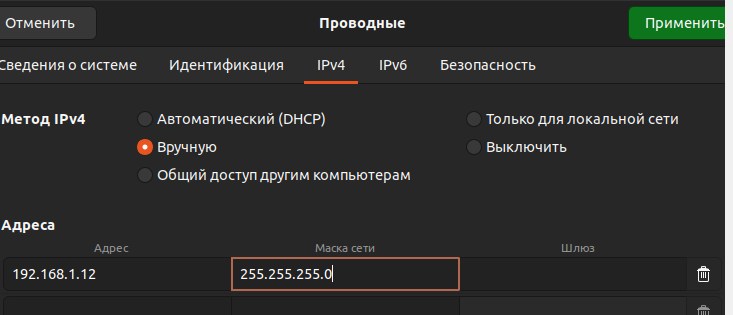 Отменить Проводные Применить
Сведения о системе Идентификация IPv4 IPv6 Безопасность
Метод IPv4 Автоматический (DHCP) Только для локальной сети
Вручную Выключить
Общий доступ другим компьютерам
Адреса
Адрес Маска сети Шлюз
192.168.1.12 255.255.255.0